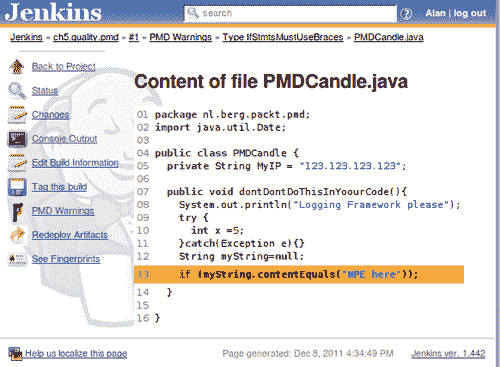 Jenkins
search
Alan | log out
Jenkins » ch5.quality.pmd » #1 » PMD Warnings » Type IfStmtsMustUseBraces » PMDCandle.java
Back to Project
Status
Changes
Console Output
Edit Build Information
Tag this build
PMD Warnings
Redeploy Artifacts
See Fingerprints
Content of file PMDCandle.java
01 package nl.berg.packt.pmd;
02 import java.util.Date;
03
04 public class PMDCandle {
05 private String MyIP = "123.123.123.123";
06
07 public void dontDontDoThisInYoourCode(){
08 System.out.println("Logging Framework please");
09 try {
10 int x =5;
11 }catch(Exception e){}
12 String myString=null;
13 if (myString.contentEquals("NPE here"));
14 }
15
16 }
Help us localize this page
Page generated: Dec 8, 2011 4:34:49 PM
Jenkins ver. 1.442